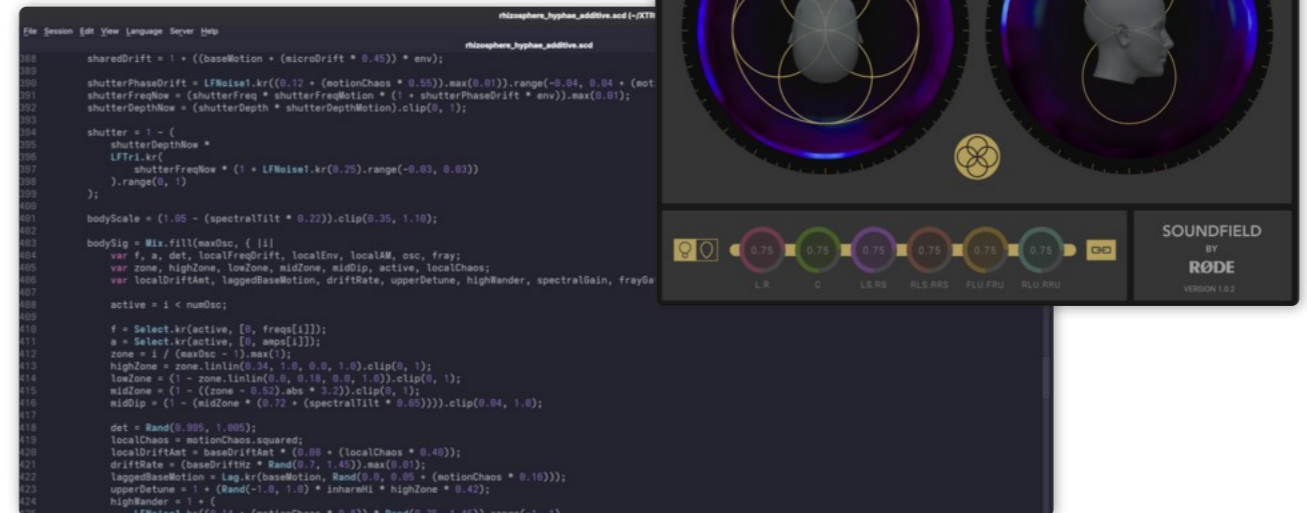 rhizosphere_hyphae_additive.scd (~/XTR
File Session Edit View Language Server Help
rhizosphere_hyphae_additive.scd
388 sharedDrift = 1 + ((baseMotion + (microDrift * 0.45)) * env);
389
390 shutterPhaseDrift = LFNoise1.kr((0.12 + (motionChaos * 0.55)).max(0.01)).range(-0.04, 0.04 + (mot
391 shutterFreqNow = (shutterFreq * shutterFreqMotion * (1 + shutterPhaseDrift * env)).max(0.01);
392 shutterDepthNow = (shutterDepth * shutterDepthMotion).clip(0, 1);
393
394 shutter = 1 - (
395 shutterDepthNow *
396 LFTri.kr(
397 shutterFreqNow * (1 + LFNoise1.kr(0.25).range(-0.03, 0.03))
398 ).range(0, 1)
399 );
400
401 bodyScale = (1.05 - (spectralTilt * 0.22)).clip(0.35, 1.10);
402
403 bodySig = Mix.fill(maxOsc, { |i|
404 var f, a, det, localFreqDrift, localEnv, localAM, osc, fray;
405 var zone, highZone, lowZone, midZone, midDip, active, localChaos;
406 var localDriftAmt, laggedBaseMotion, driftRate, upperDetune, highWander, spectralGain, frayGa
407
408 active = i < numOsc;
409
410 f = Select.kr(active, [0, freqs[i]]);
411 a = Select.kr(active, [0, amps[i]]);
412 zone = i / (maxOsc - 1).max(1);
413 highZone = zone.linlin(0.34, 1.0, 0.0, 1.0).clip(0, 1);
414 lowZone = (1 - zone.linlin(0.0, 0.18, 0.0, 1.0)).clip(0, 1);
415 midZone = (1 - ((zone - 0.52).abs * 3.2)).clip(0, 1);
416 midDip = (1 - (midZone * (0.72 + (spectralTilt * 0.65)))).clip(0.04, 1.0);
417
418 det = Rand(0.995, 1.005);
419 localChaos = motionChaos.squared;
420 localDriftAmt = baseDriftAmt * (0.08 + (localChaos * 0.40));
421 driftRate = (baseDriftHz * Rand(0.7, 1.45)).max(0.01);
422 laggedBaseMotion = Lag.kr(baseMotion, Rand(0.0, 0.05 + (motionChaos * 0.16)));
423 upperDetune = 1 + (Rand(-1.0, 1.0) * inharmHi * highZone * 0.42);
424 highWander = 1 + (
0.75 0.75 0.75 0.75 0.75 0.75
L.R C LS.RS RLS.RRS FLU.FRU RLU.RRU
SOUNDFIELD
BY
RØDE
VERSION 1.0.2